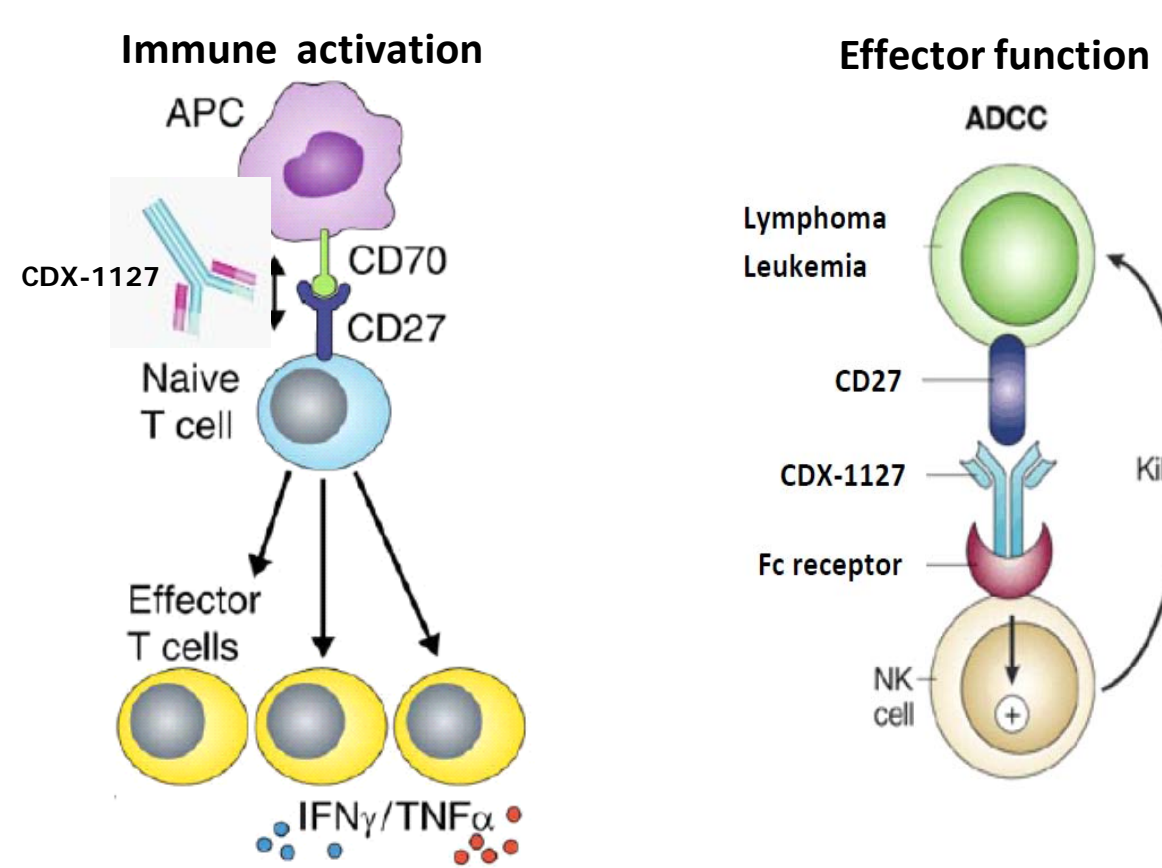 Immune activation
APC
CDX-1127
CD70
CD27
Naive
T cell
Effector
T cells
IFNγ/TNFα
Effector function
ADCC
Lymphoma
Leukemia
CD27
CDX-1127
Fc receptor
NK
cell
+